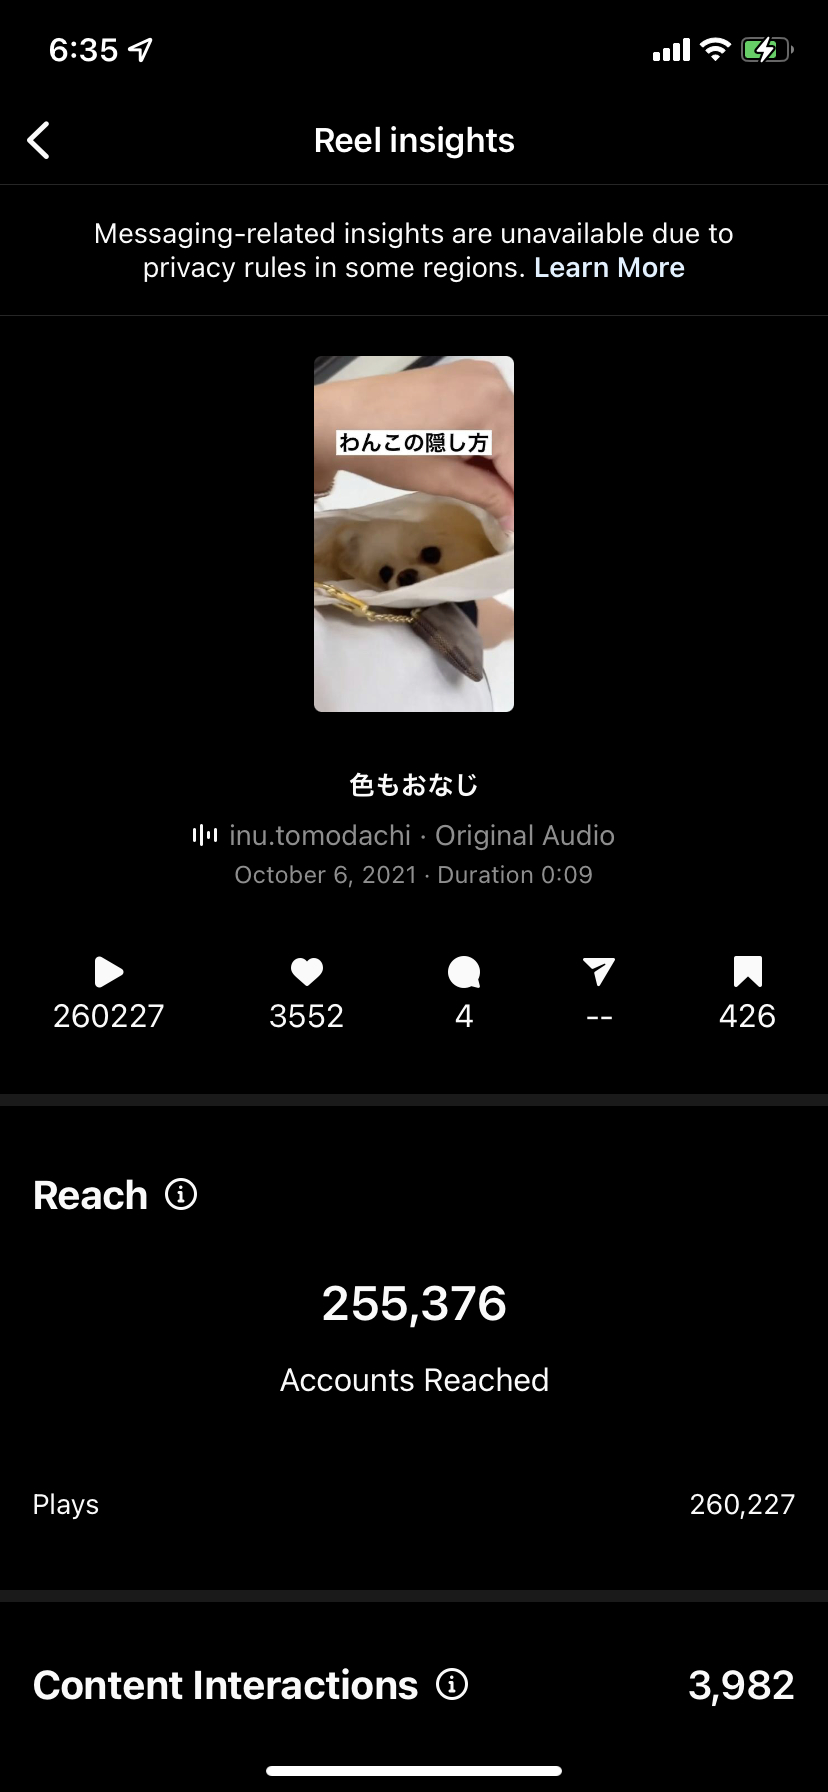 6:35
Reel insights
Messaging-related insights are unavailable due to
privacy rules in some regions. Learn More
わんこの隠し方
色もおなじ
inu.tomodachi · Original Audio
October 6, 2021 · Duration 0:09
260227 3552 4 -- 426
Reach
255,376
Accounts Reached
Plays 260,227
Content Interactions 3,982